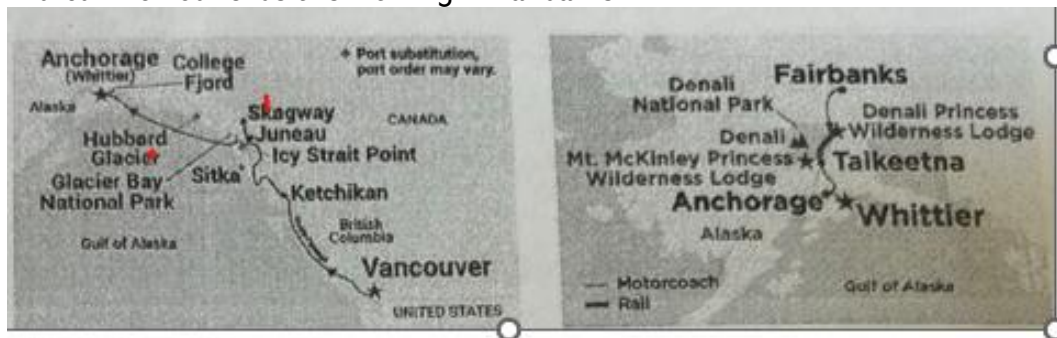 Anchorage
(Whittier)
College
Fjord
* Port substitution,
port order may vary.
Alaska
Skagway
CANADA
Juneau
Hubbard
Glacier
Icy Strait Point
Sitka
Glacier Bay
National Park
Ketchikan
British
Columbia
Gulf of Alaska
Vancouver
UNITED STATES
Fairbanks
Denali
National Park
Denali Princess
Wilderness Lodge
Denali
Talkeetna
Mt. McKinley Princess
Wilderness Lodge
Anchorage
Whittier
Alaska
Motorcoach
Rail
Gulf of Alaska